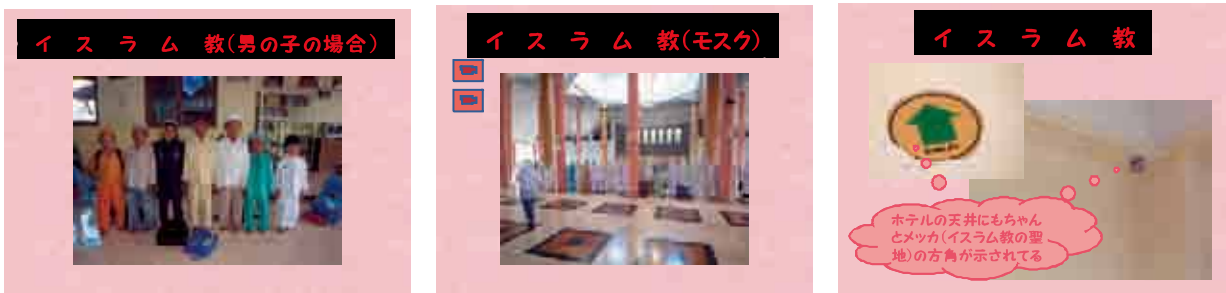 イスラム教(男の子の場合)
イスラム教(モスク)
イスラム教
ホテルの天井にもちゃん
とメッカ(イスラム教の聖
地)の方角が示されてる